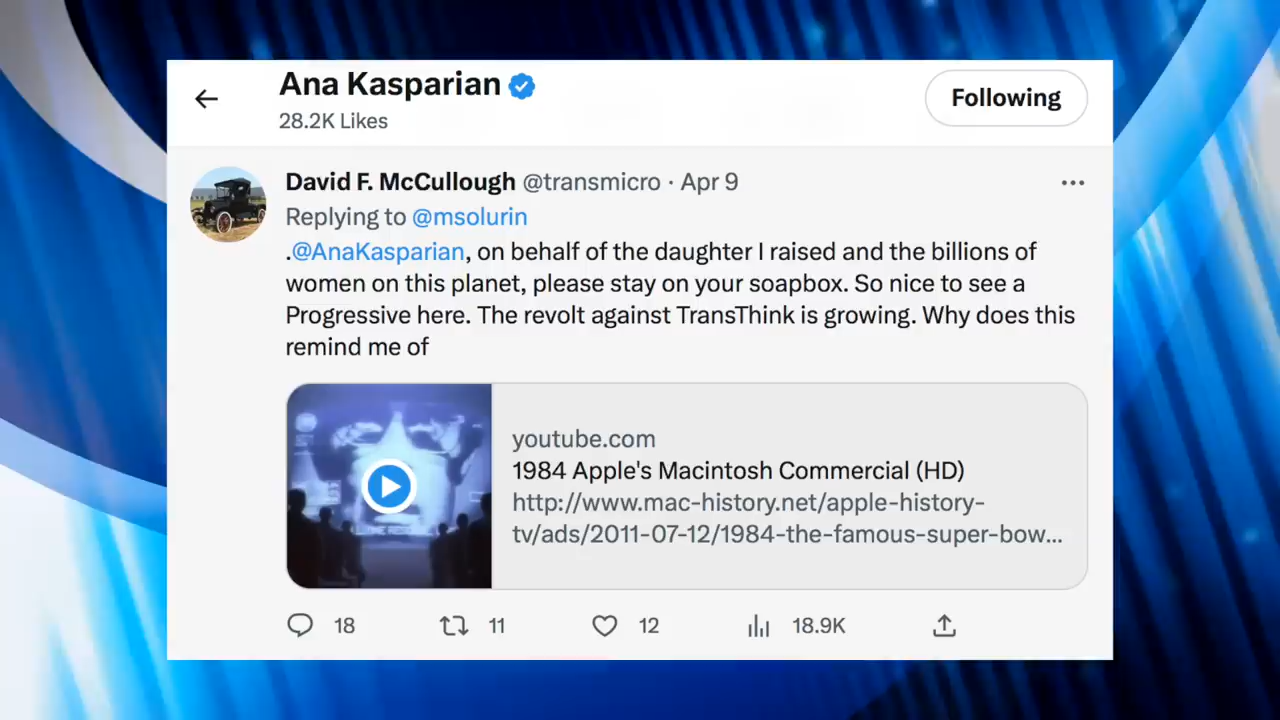 Ana Kasparian
28.2K Likes
Following
David F. McCullough @transmicro · Apr 9
Replying to @msolurin
.@AnaKasparian, on behalf of the daughter I raised and the billions of
women on this planet, please stay on your soapbox. So nice to see a
Progressive here. The revolt against TransThink is growing. Why does this
remind me of
youtube.com
1984 Apple's Macintosh Commercial (HD)
http://www.mac-history.net/apple-history-
tv/ads/2011-07-12/1984-the-famous-super-bow...
18
11
12
18.9K